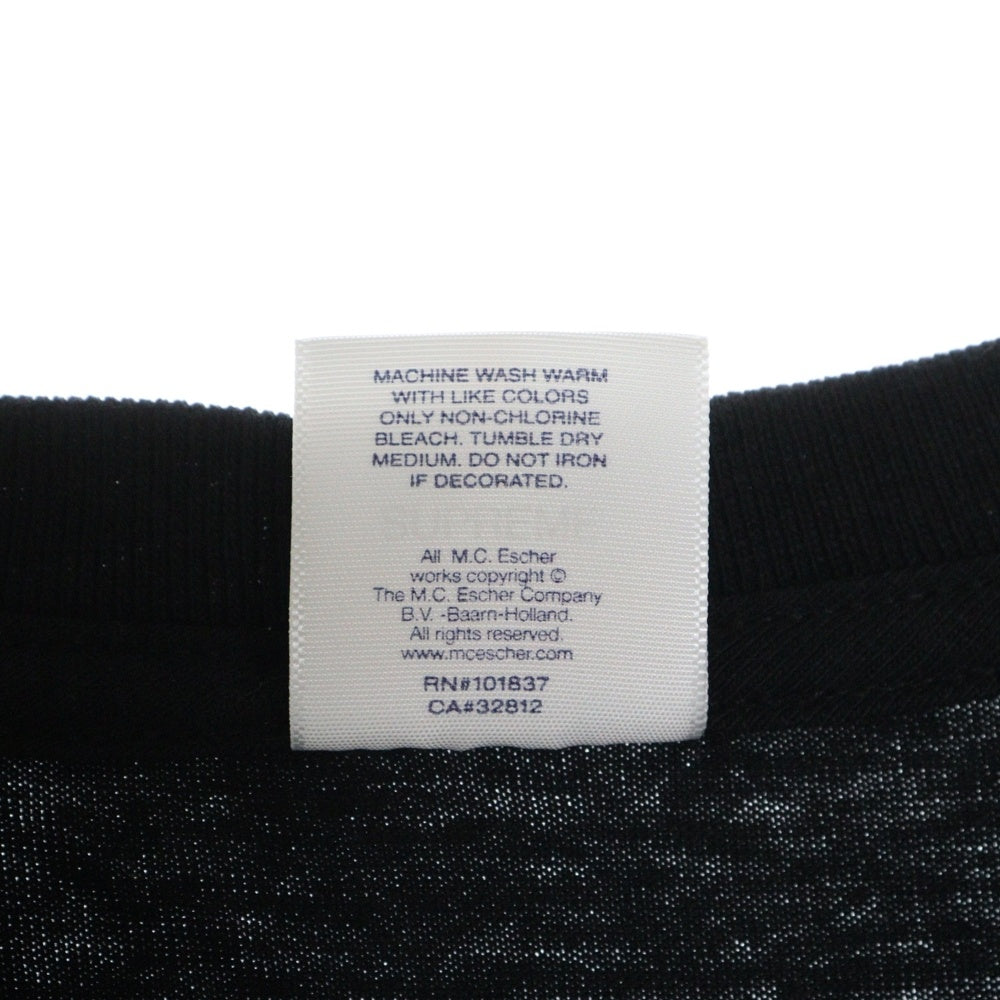 MACHINE WASH WARM
WITH LIKE COLORS
ONLY NON-CHLORINE
BLEACH. TUMBLE DRY
MEDIUM. DO NOT IRON
IF DECORATED.
All M.C. Escher
works copyright ©
The M.C. Escher Company
B.V. -Baarn-Holland.
All rights reserved.
www.mcescher.com
RN#101837
CA#32812